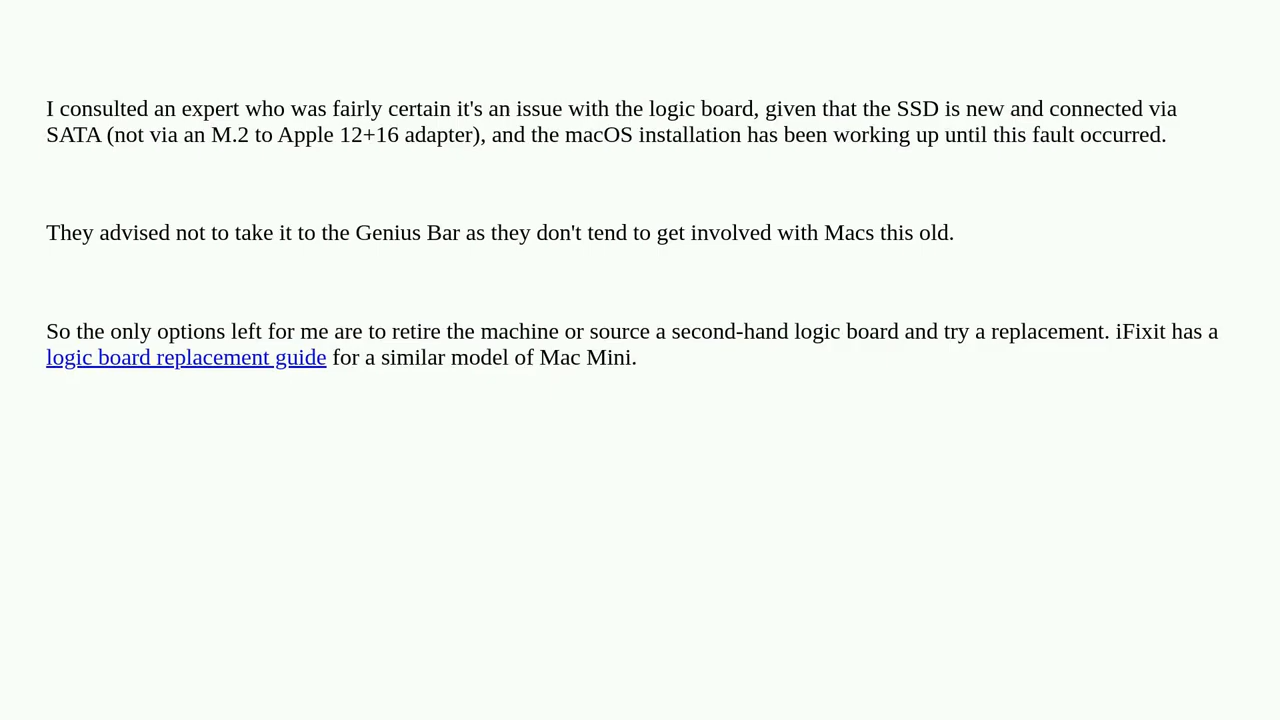 I consulted an expert who was fairly certain it's an issue with the logic board, given that the SSD is new and connected via
SATA (not via an M.2 to Apple 12+16 adapter), and the macOS installation has been working up until this fault occurred.
They advised not to take it to the Genius Bar as they don't tend to get involved with Macs this old.
So the only options left for me are to retire the machine or source a second-hand logic board and try a replacement. iFixit has a
logic board replacement guide for a similar model of Mac Mini.